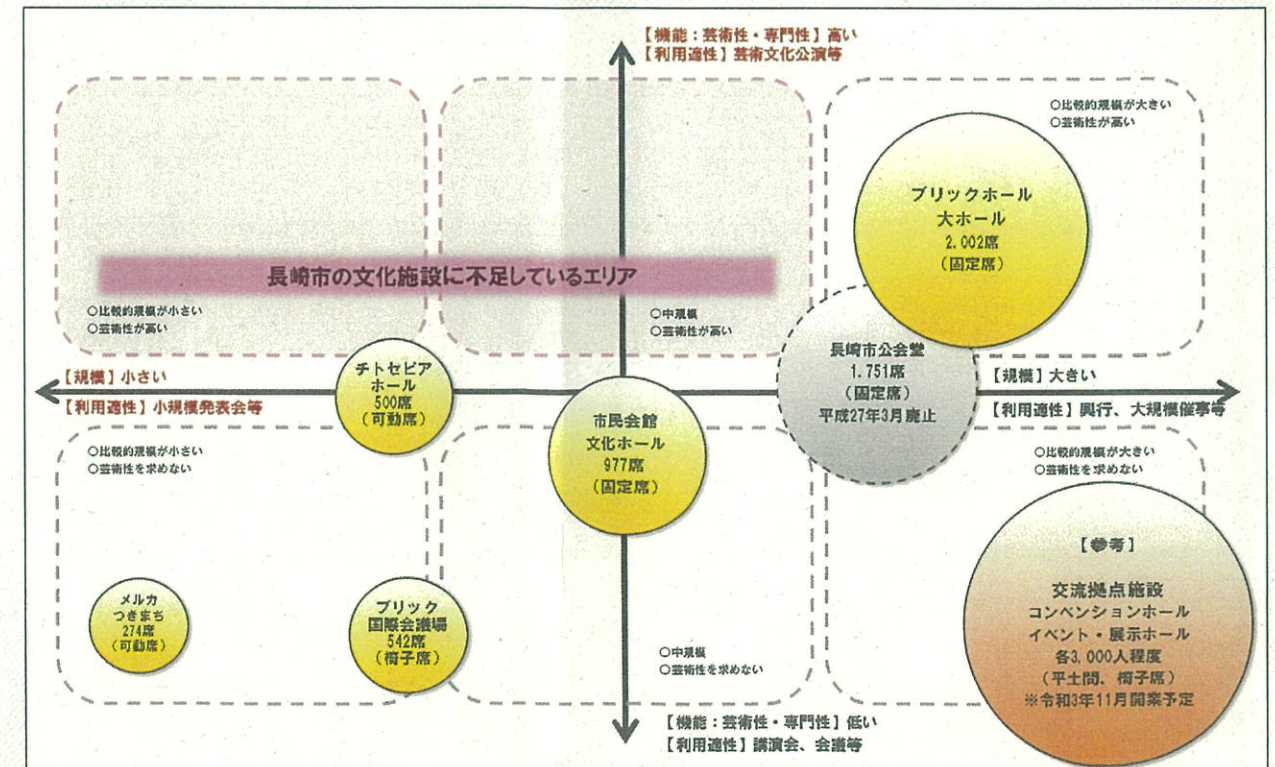 【機能：芸術性・専門性】高い
【利用適性】芸術文化公演等
○比較的規模が大きい
○芸術性が高い
ブリックホール
大ホール
2,002席
(固定席)
長崎市の文化施設に不足しているエリア
○比較的規模が小さい
○芸術性が高い
○中規模
○芸術性が高い
長崎市公会堂
1,751席
(固定席)
平成27年3月廃止
チトセピア
ホール
500席
(可動席)
【規模】小さい
【利用適性】小規模発表会等
【規模】大きい
【利用適性】興行、大規模催事等
市民会館
文化ホール
977席
(固定席)
○比較的規模が小さい
○芸術性を求めない
○比較的規模が大きい
○芸術性を求めない
【参考】
交流拠点施設
コンベンションホール
イベント・展示ホール
各3,000人程度
(平土間、椅子席)
※令和3年11月開業予定
メルカ
つきまち
274席
(可動席)
ブリック
国際会議場
542席
(椅子席)
○中規模
○芸術性を求めない
【機能：芸術性・専門性】低い
【利用適性】講演会、会議等